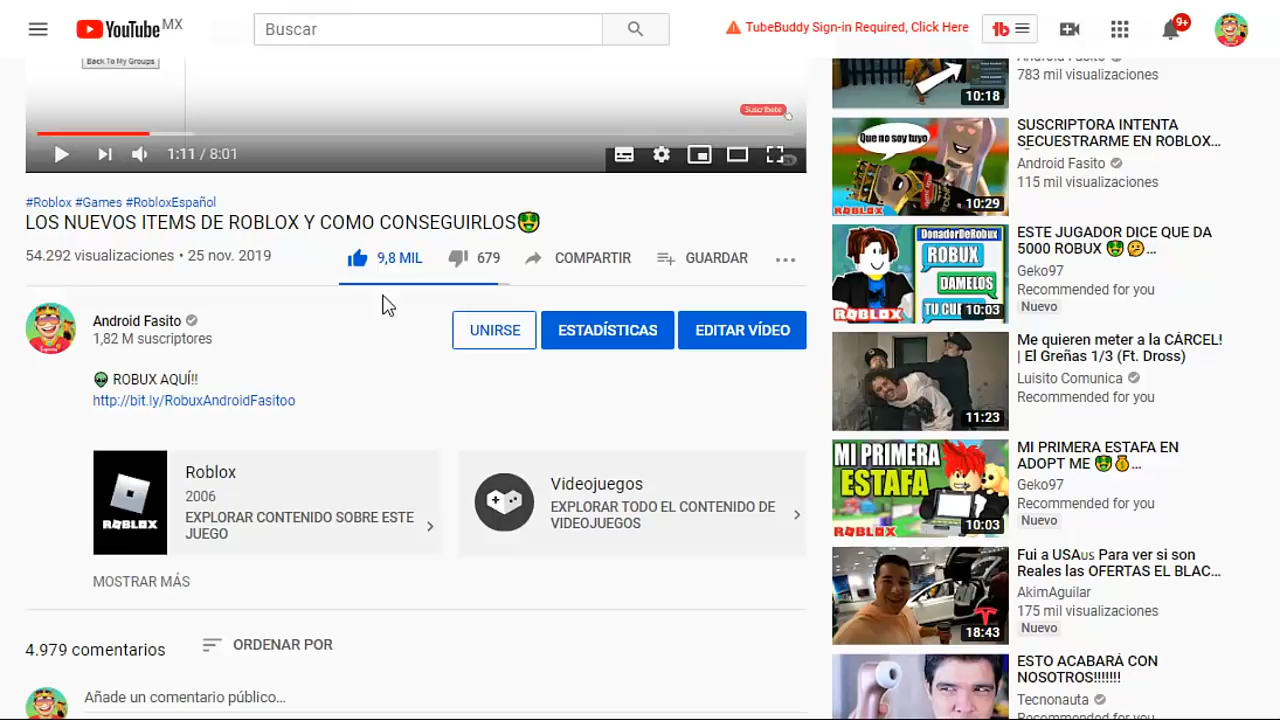 YouTube MX
Buscar
TubeBuddy Sign-in Required, Click Here
9+
Back To My Groups
Suscríbete
1:11 / 8:01
#Roblox #Games #RobloxEspañol
LOS NUEVOS ITEMS DE ROBLOX Y COMO CONSEGUIRLOS🤑
54.292 visualizaciones • 25 nov. 2019
9,8 MIL
679
COMPARTIR
GUARDAR
Android Fasito
1,82 M suscriptores
UNIRSE
ESTADÍSTICAS
EDITAR VÍDEO
👽 ROBUX AQUÍ!!
http://bit.ly/RobuxAndroidFasitoo
ROBLOX
Roblox
2006
EXPLORAR CONTENIDO SOBRE ESTE
JUEGO
Videojuegos
EXPLORAR TODO EL CONTENIDO DE
VIDEOJUEGOS
MOSTRAR MÁS
4.979 comentarios
ORDENAR POR
Añade un comentario público...
10:18
Android Fasito
783 mil visualizaciones
Que no soy tuyo
ROBLOX
10:29
SUSCRIPTORA INTENTA
SECUESTRARME EN ROBLOX...
Android Fasito
115 mil visualizaciones
DonadorDeRobux
ROBUX
DAMELOS
TU
ROBLOX
10:03
ESTE JUGADOR DICE QUE DA
5000 ROBUX 🤑🤔...
Geko97
Recommended for you
Nuevo
11:23
Me quieren meter a la CÁRCEL!
| El Greñas 1/3 (Ft. Dross)
Luisito Comunica
Recommended for you
MI PRIMERA
ESTAFA
ROBLOX
10:03
MI PRIMERA ESTAFA EN
ADOPT ME 🤑💰...
Geko97
Recommended for you
Nuevo
18:43
Fui a USAus Para ver si son
Reales las OFERTAS EL BLAC...
AkimAguilar
175 mil visualizaciones
Nuevo
ESTO ACABARÁ CON
NOSOTROS!!!!!!!
Tecnonauta
Recommended for you